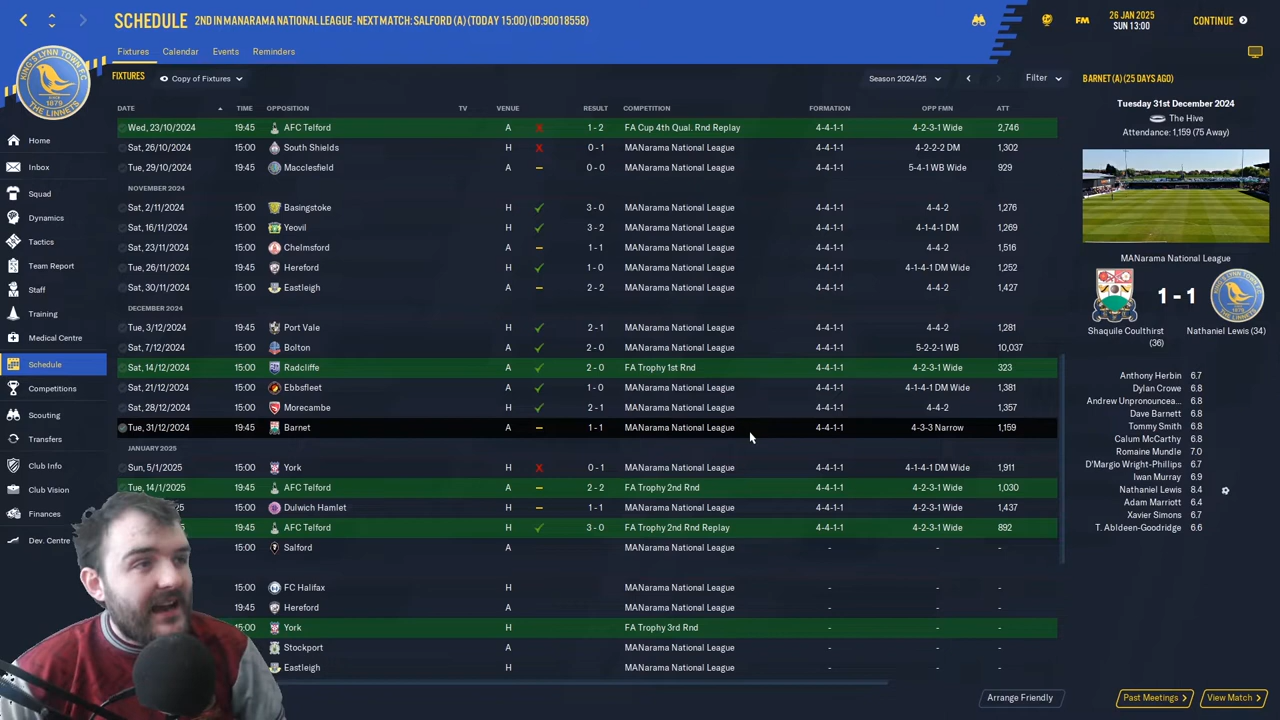 SCHEDULE 2ND IN MANARAMA NATIONAL LEAGUE - NEXT MATCH: SALFORD (A) (TODAY 15:00) (ID:90018558)
FM 26 JAN 2025 SUN 13:00 CONTINUE
Fixtures Calendar Events Reminders
KING'S LYNN TOWN F.C.
1879
THE LINNETS
FIXTURES Copy of Fixtures Season 2024/25 Filter
DATE TIME OPPOSITION TV VENUE RESULT COMPETITION FORMATION OPP FMN ATT
Wed, 23/10/2024 19:45 AFC Telford A 1 - 2 FA Cup 4th Qual. Rnd Replay 4-4-1-1 4-2-3-1 Wide 2,746
Sat, 26/10/2024 15:00 South Shields H 0 - 1 MANarama National League 4-4-1-1 4-2-2-2 DM 1,302
Tue, 29/10/2024 19:45 Macclesfield A 0 - 0 MANarama National League 4-4-1-1 5-4-1 WB Wide 929
NOVEMBER 2024
Sat, 2/11/2024 15:00 Basingstoke H 3 - 0 MANarama National League 4-4-1-1 4-4-2 1,276
Sat, 16/11/2024 15:00 Yeovil H 3 - 2 MANarama National League 4-4-1-1 4-1-4-1 DM 1,269
Sat, 23/11/2024 15:00 Chelmsford A 1 - 1 MANarama National League 4-4-1-1 4-4-2 1,516
Tue, 26/11/2024 19:45 Hereford H 1 - 0 MANarama National League 4-4-1-1 4-1-4-1 DM Wide 1,252
Sat, 30/11/2024 15:00 Eastleigh A 2 - 2 MANarama National League 4-4-1-1 4-4-2 1,427
DECEMBER 2024
Tue, 3/12/2024 19:45 Port Vale H 2 - 1 MANarama National League 4-4-1-1 4-4-2 1,281
Sat, 7/12/2024 15:00 Bolton A 2 - 0 MANarama National League 4-4-1-1 5-2-2-1 WB 10,037
Sat, 14/12/2024 15:00 Radcliffe A 2 - 0 FA Trophy 1st Rnd 4-4-1-1 4-2-3-1 Wide 323
Sat, 21/12/2024 15:00 Ebbsfleet A 1 - 0 MANarama National League 4-4-1-1 4-1-4-1 DM Wide 1,381
Sat, 28/12/2024 15:00 Morecambe H 2 - 1 MANarama National League 4-4-1-1 4-4-2 1,357
Tue, 31/12/2024 19:45 Barnet A 1 - 1 MANarama National League 4-4-1-1 4-3-3 Narrow 1,159
JANUARY 2025
Sun, 5/1/2025 15:00 York H 0 - 1 MANarama National League 4-4-1-1 4-1-4-1 DM Wide 1,911
Tue, 14/1/2025 19:45 AFC Telford A 2 - 2 FA Trophy 2nd Rnd 4-4-1-1 4-2-3-1 Wide 1,030
15:00 Dulwich Hamlet H 1 - 1 MANarama National League 4-4-1-1 4-2-3-1 Wide 1,437
19:45 AFC Telford H 3 - 0 FA Trophy 2nd Rnd Replay 4-4-1-1 4-2-3-1 Wide 892
15:00 Salford A MANarama National League - - -
15:00 FC Halifax H MANarama National League - - -
19:45 Hereford A MANarama National League - - -
15:00 York H FA Trophy 3rd Rnd - - -
15:00 Stockport A MANarama National League - - -
15:00 Eastleigh H MANarama National League - - -
Arrange Friendly
Home
Inbox
Squad
Dynamics
Tactics
Team Report
Staff
Training
Medical Centre
Schedule
Competitions
Scouting
Transfers
Club Info
Club Vision
Finances
Dev. Centre
BARNET (A) (25 DAYS AGO)
Tuesday 31st December 2024
The Hive
Attendance: 1,159 (75 Away)
MANarama National League
1 - 1
Shaquile Coulthirst (36) Nathaniel Lewis (34)
Anthony Herbin 6.7
Dylan Crowe 6.8
Andrew Unpronouncea... 6.8
Dave Barnett 6.8
Tommy Smith 6.8
Calum McCarthy 6.8
Romaine Mundle 7.0
D'Margio Wright-Phillips 6.7
Iwan Murray 6.9
Nathaniel Lewis 8.4
Adam Marriott 6.4
Xavier Simons 6.7
T. Abldeen-Goodridge 6.6
Past Meetings View Match